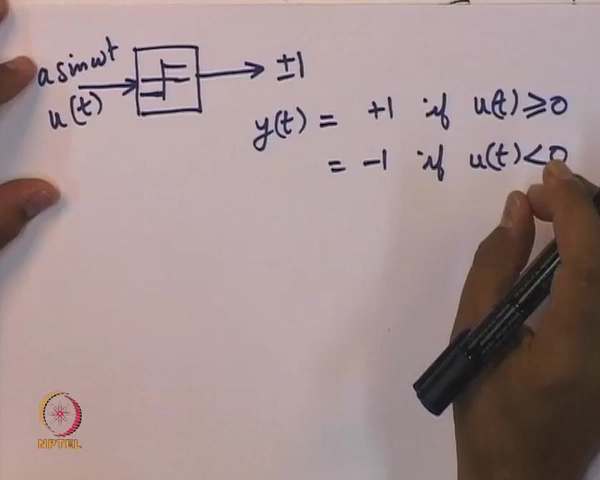 a sinωt
u(t)
±1
y(t) = +1 if u(t) ≥ 0
= -1 if u(t) < 0
NPTEL